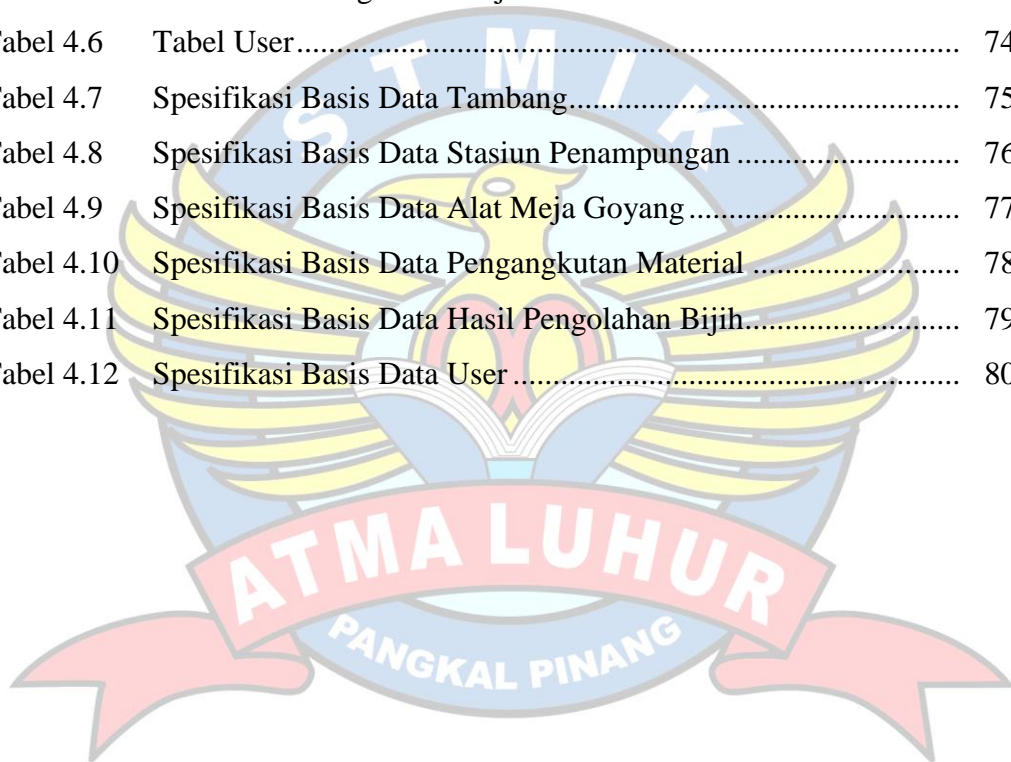 Tabel 4.6 Tabel User........................................................................ 74
Tabel 4.7 Spesifikasi Basis Data Tambang.......................................... 75
Tabel 4.8 Spesifikasi Basis Data Stasiun Penampungan ........................ 76
Tabel 4.9 Spesifikasi Basis Data Alat Meja Goyang ............................. 77
Tabel 4.10 Spesifikasi Basis Data Pengangkutan Material ...................... 78
Tabel 4.11 Spesifikasi Basis Data Hasil Pengolahan Bijih....................... 79
Tabel 4.12 Spesifikasi Basis Data User ................................................ 80
STMIK
ATMA LUHUR
PANGKAL PINANG